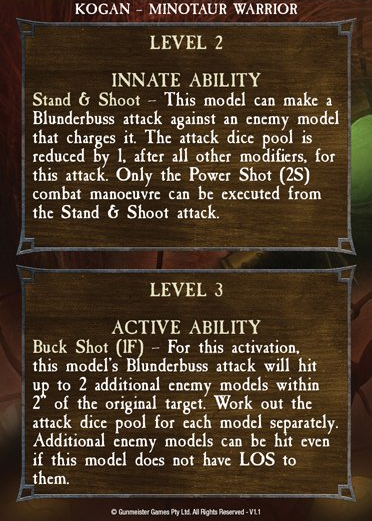 KOGAN – MINOTAUR WARRIOR
LEVEL 2
INNATE ABILITY
Stand & Shoot – This model can make a
Blunderbuss attack against an enemy model
that charges it. The attack dice pool is
reduced by 1, after all other modifiers, for
this attack. Only the Power Shot (2S)
combat manoeuvre can be executed from
the Stand & Shoot attack.
LEVEL 3
ACTIVE ABILITY
Buck Shot (1F) – For this activation,
this model's Blunderbuss attack will hit
up to 2 additional enemy models within
2" of the original target. Work out the
attack dice pool for each model separately.
Additional enemy models can be hit even
if this model does not have LOS to
them.
© Gunmeister Games Pty Ltd. All Rights Reserved - V1.1